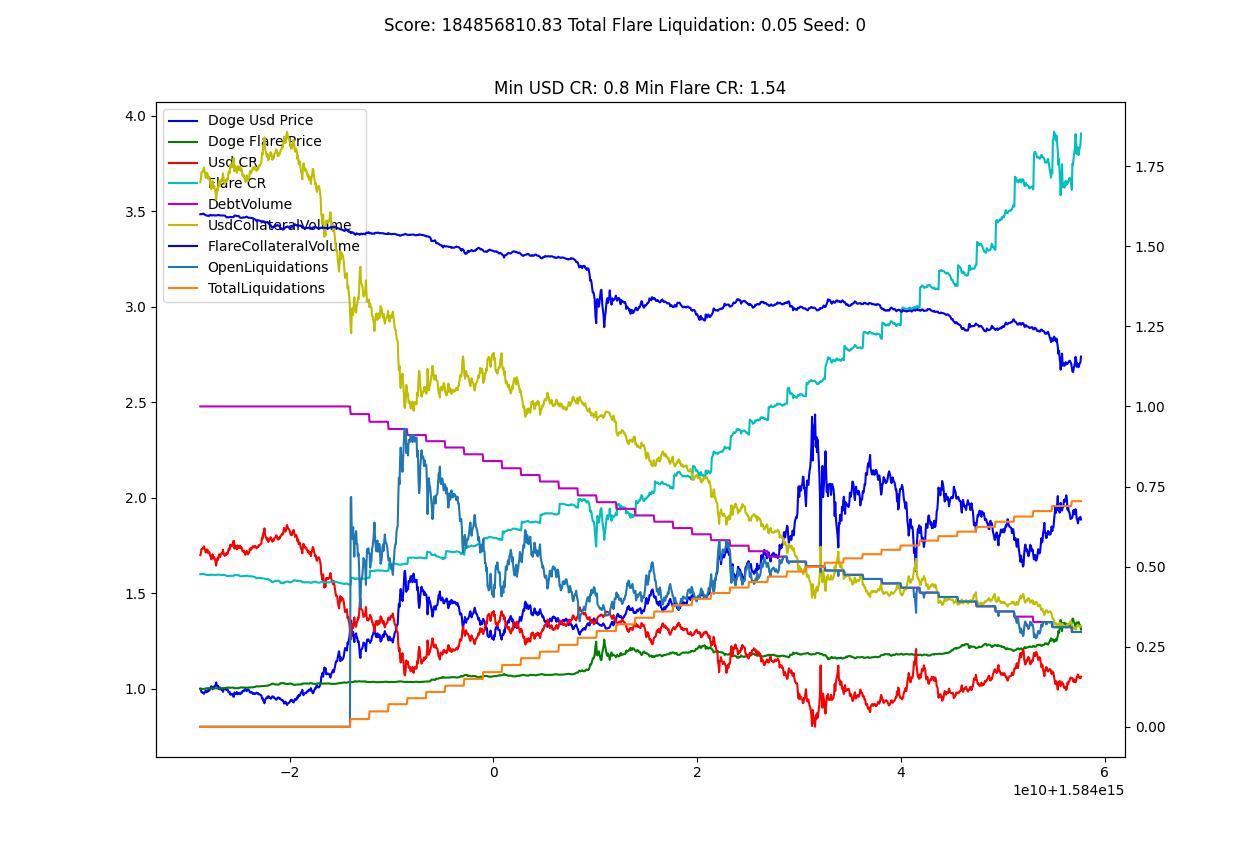 Score: 184856810.83 Total Flare Liquidation: 0.05 Seed: 0
Min USD CR: 0.8 Min Flare CR: 1.54
4.0
3.5
3.0
2.5
2.0
1.5
1.0
Doge Usd Price
Doge Flare Price
Usd CR
Flare CR
DebtVolume
UsdCollateralVolume
FlareCollateralVolume
OpenLiquidations
TotalLiquidations
1.75
1.50
1.25
1.00
0.75
0.50
0.25
0.00
−2 0 2 4 6
1e10+1.584e15